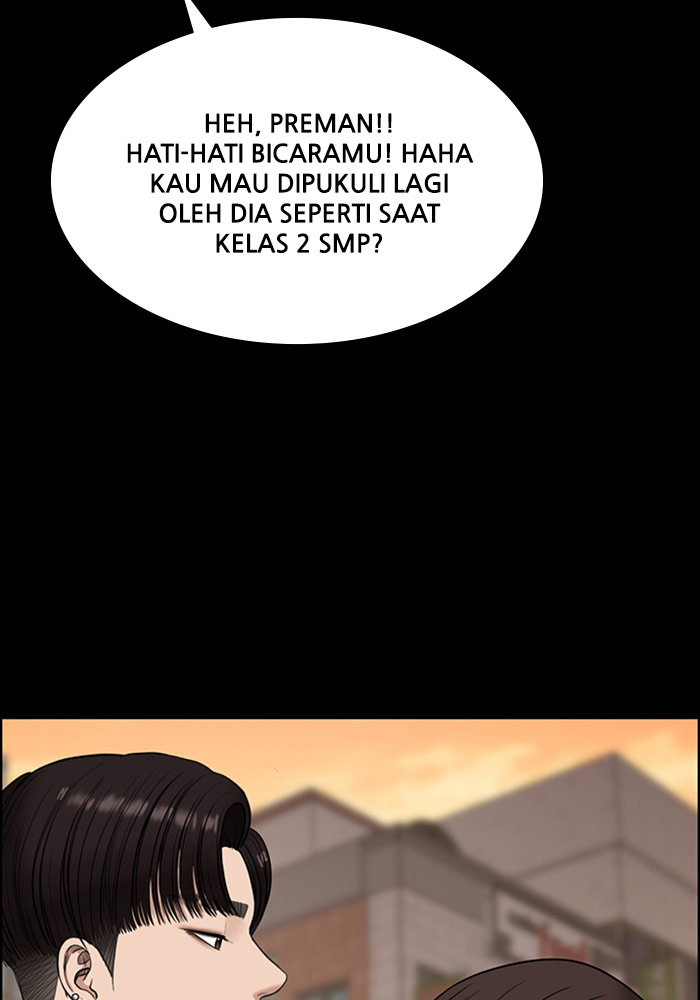 HEH, PREMAN!!
HATI-HATI BICARAMU! HAHA
KAU MAU DIPUKULI LAGI
OLEH DIA SEPERTI SAAT
KELAS 2 SMP?